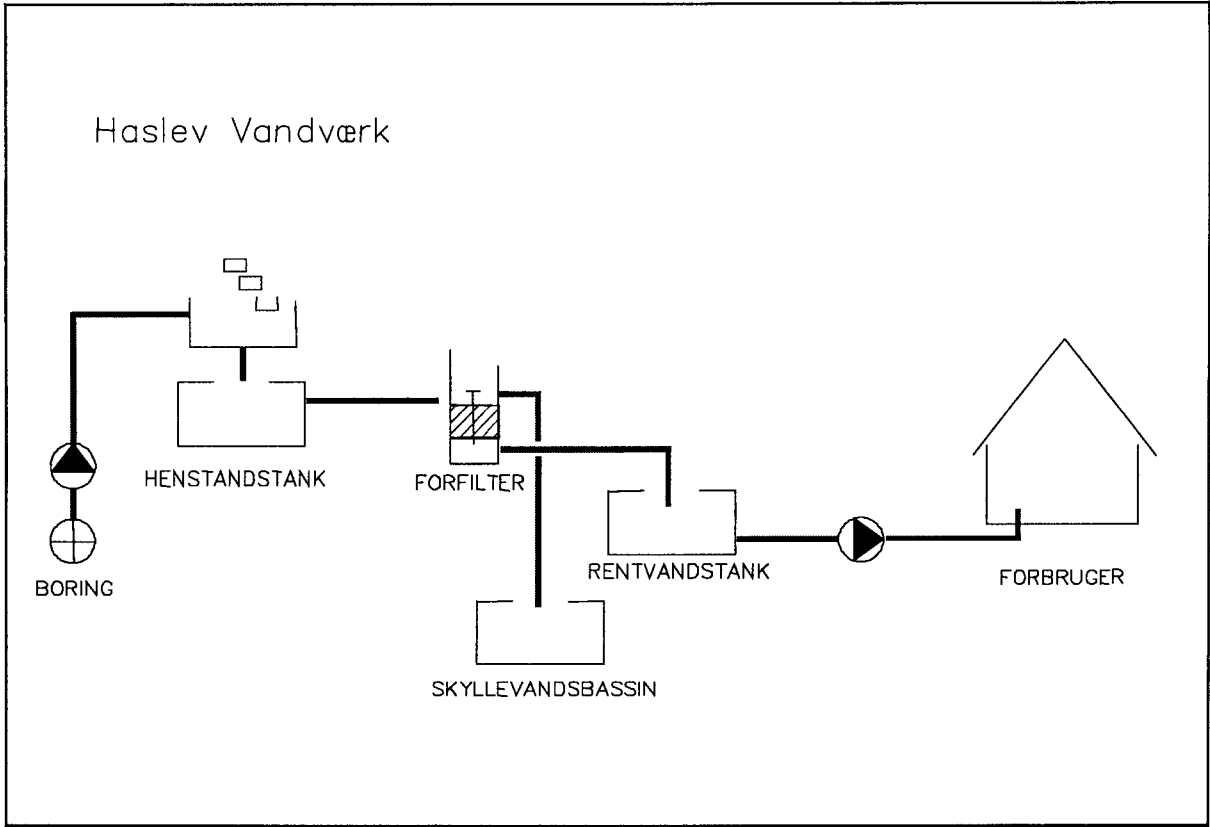 Haslev Vandværk
HENSTANDSTANK
FORFILTER
BORING
RENTVANDSTANK
FORBRUGER
SKYLLEVANDSBASSIN